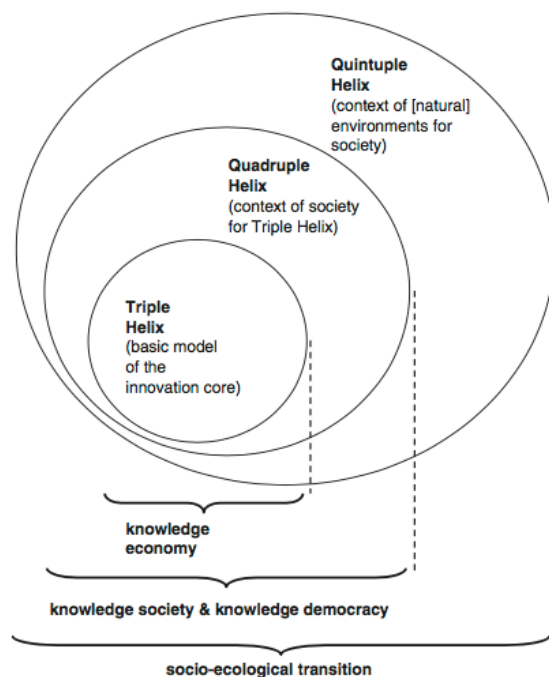 Quintuple
Helix
(context of [natural]
environments for
society)
Quadruple
Helix
(context of society
for Triple Helix)
Triple
Helix
(basic model
of the
innovation core)
knowledge
economy
knowledge society & knowledge democracy
socio-ecological transition